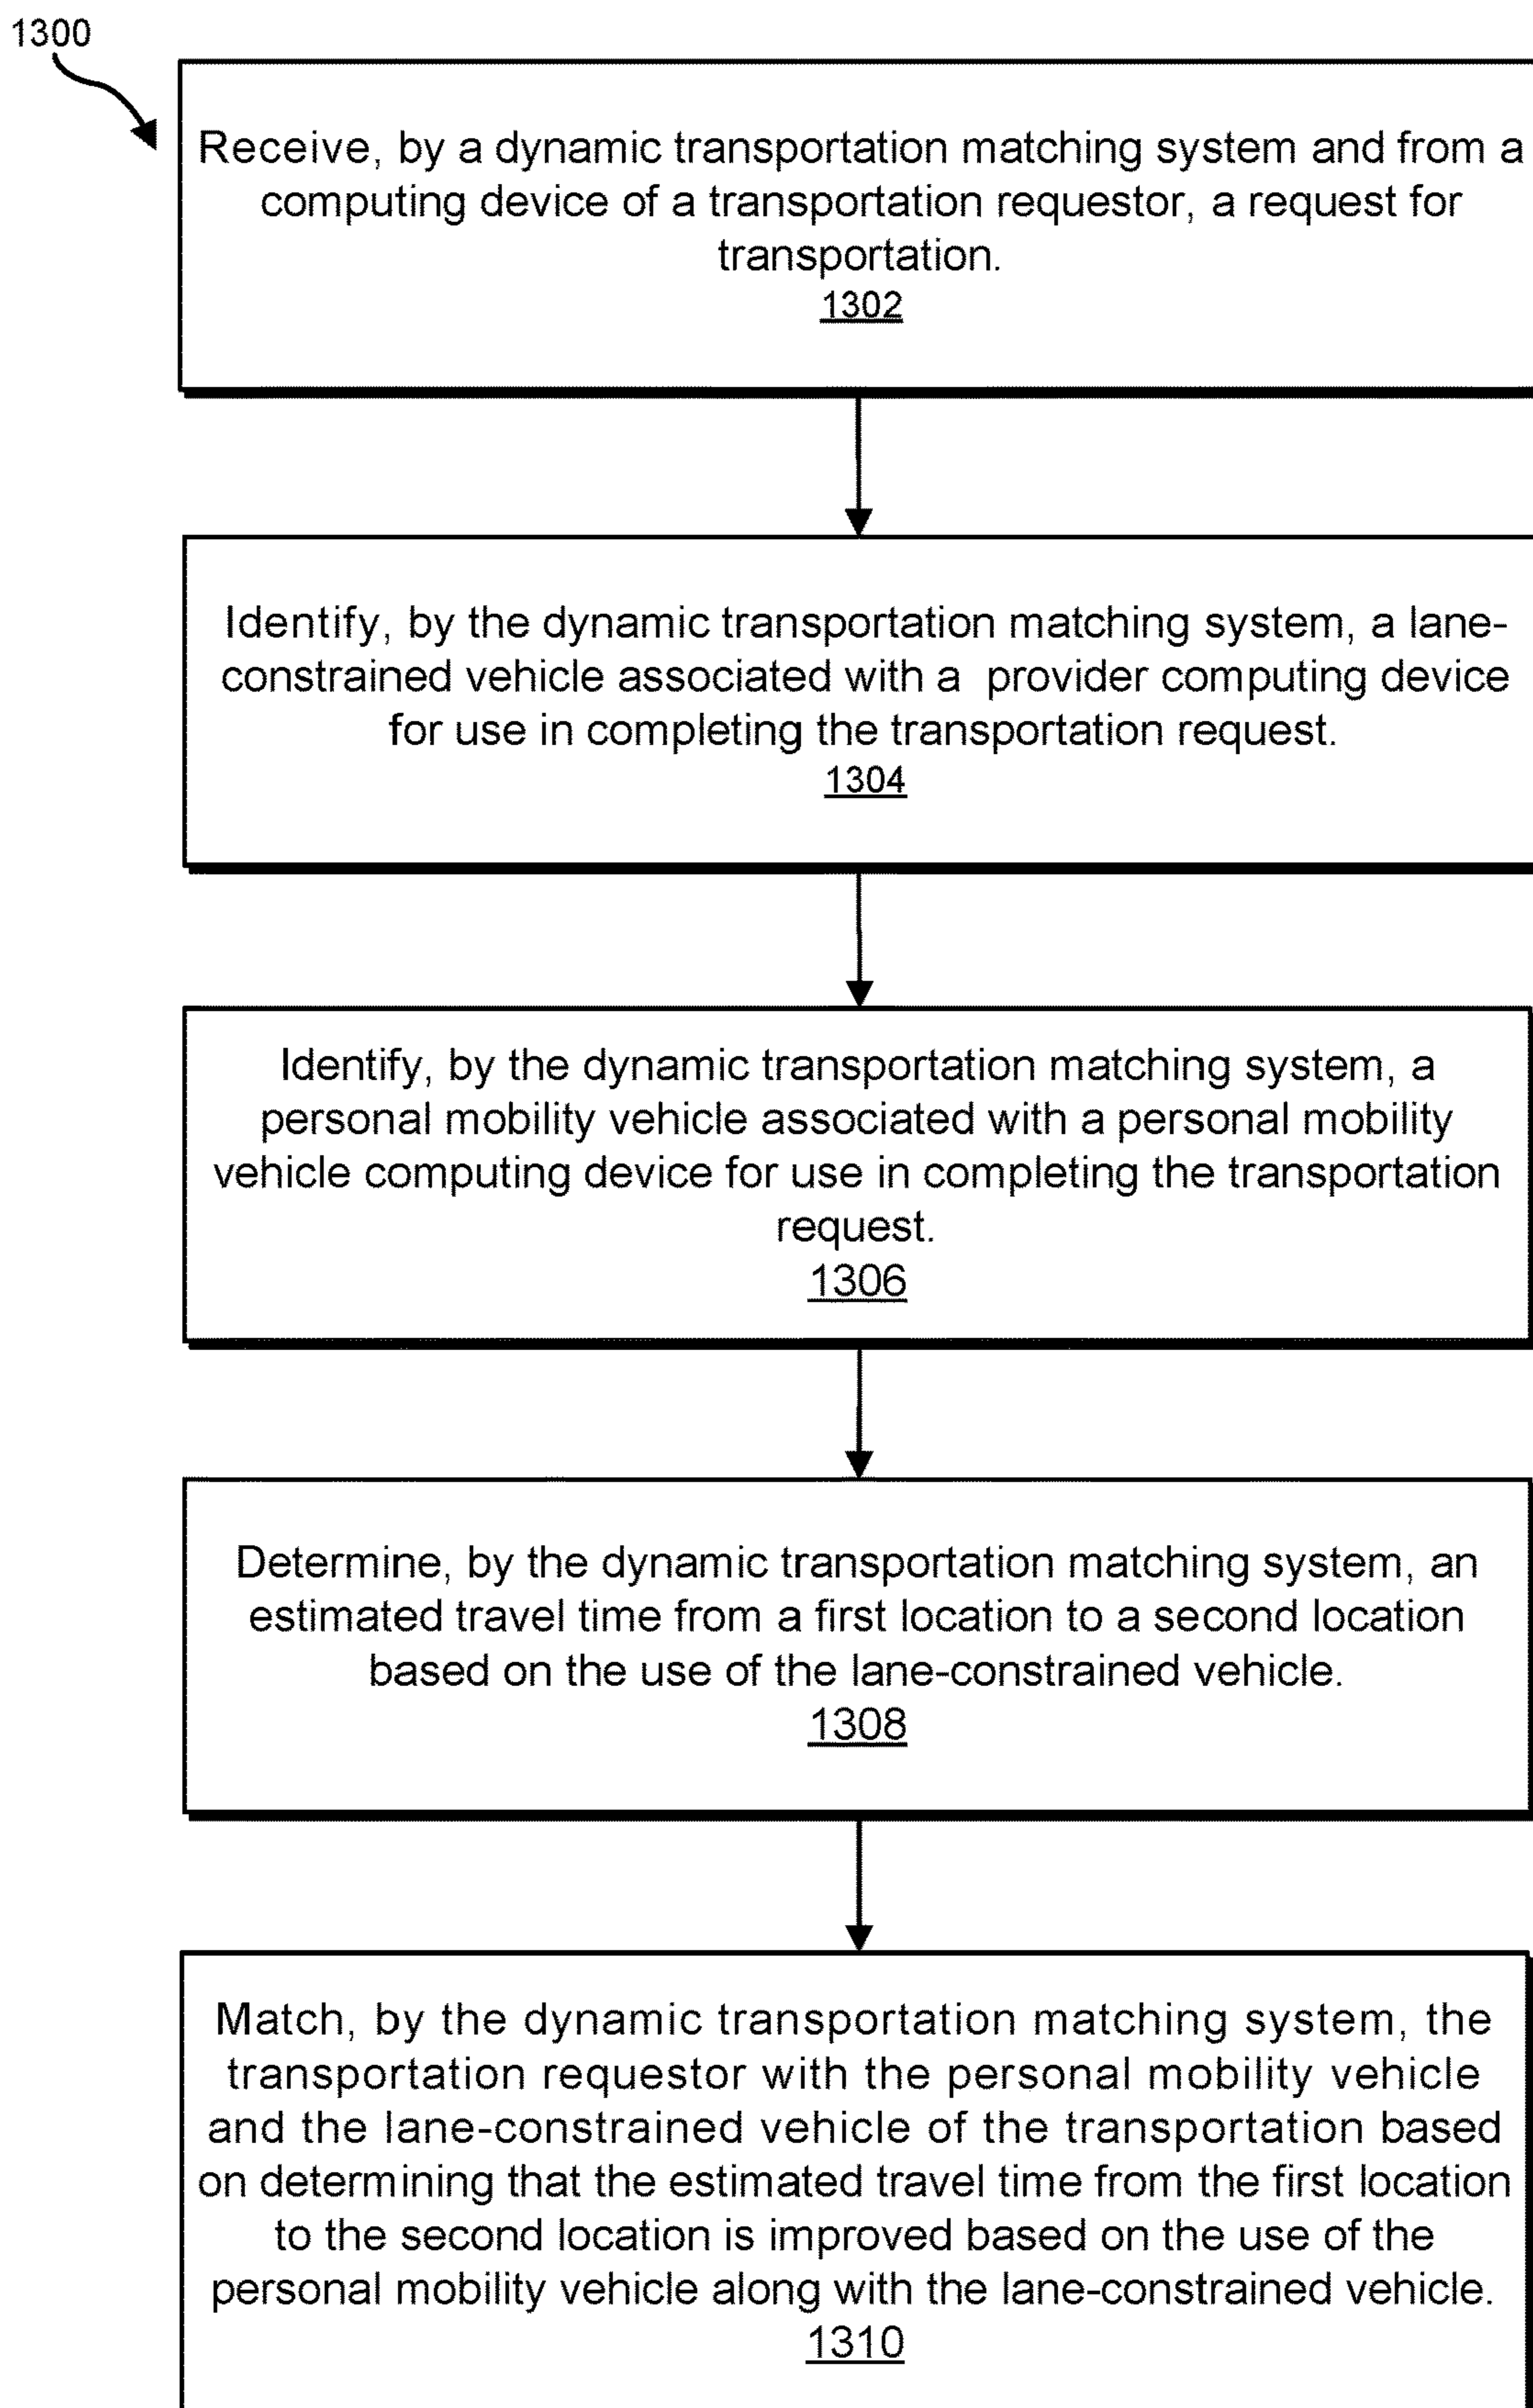 1300
Receive, by a dynamic transportation matching system and from a
computing device of a transportation requestor, a request for
transportation.
1302
Identify, by the dynamic transportation matching system, a lane-
constrained vehicle associated with a provider computing device
for use in completing the transportation request.
1304
Identify, by the dynamic transportation matching system, a
personal mobility vehicle associated with a personal mobility
vehicle computing device for use in completing the transportation
request.
1306
Determine, by the dynamic transportation matching system, an
estimated travel time from a first location to a second location
based on the use of the lane-constrained vehicle.
1308
Match, by the dynamic transportation matching system, the
transportation requestor with the personal mobility vehicle
and the lane-constrained vehicle of the transportation based
on determining that the estimated travel time from the first location
to the second location is improved based on the use of the
personal mobility vehicle along with the lane-constrained vehicle.
1310